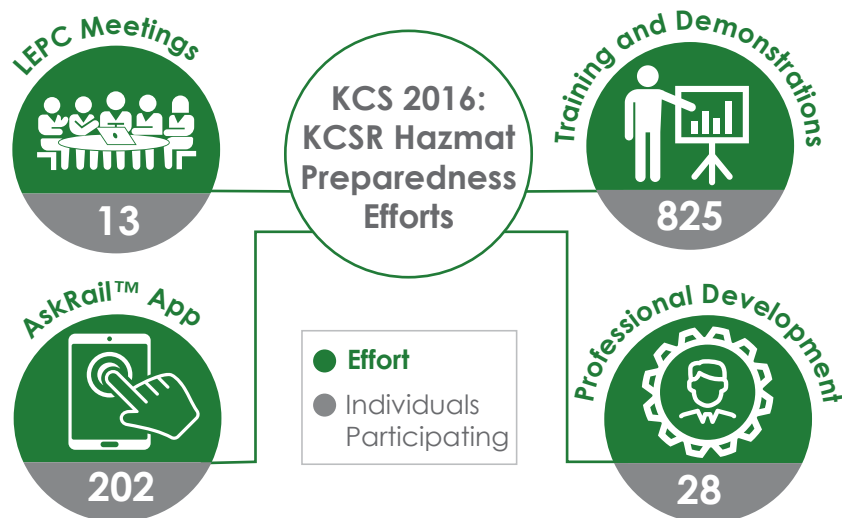 LEPC Meetings
13
KCS 2016:
KCSR Hazmat
Preparedness
Efforts
Training and Demonstrations
825
AskRail™ App
202
Effort
Individuals
Participating
Professional Development
28